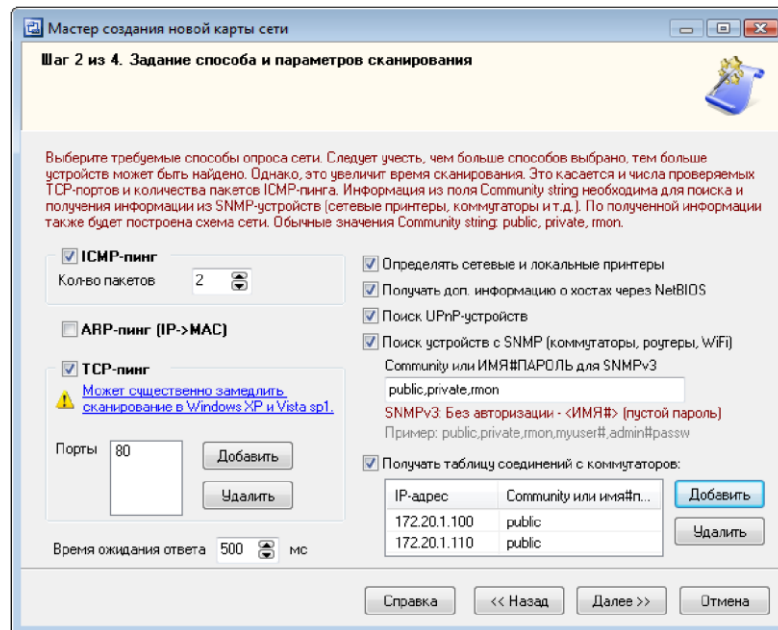 Мастер создания новой карты сети
Шаг 2 из 4. Задание способа и параметров сканирования
Выберите требуемые способы опроса сети. Следует учесть, чем больше способов выбрано, тем больше
устройств может быть найдено. Однако, это увеличит время сканирования. Это касается и числа проверяемых
TCP-портов и количества пакетов ICMP-пинга. Информация из поля Community string необходима для поиска и
получения информации из SNMP-устройств (сетевые принтеры, коммутаторы и т.д.). По полученной информации
также будет построена схема сети. Обычные значения Community string: public, private, rmon.
ICMP-пинг
Кол-во пакетов 2
ARP-пинг (IP->MAC)
TCP-пинг
Может существенно замедлить
сканирование в Windows XP и Vista sp1.
Порты 80 Добавить
Удалить
Время ожидания ответа 500 мс
Определять сетевые и локальные принтеры
Получать доп. информацию о хостах через NetBIOS
Поиск UPnP-устройств
Поиск устройств с SNMP (коммутаторы, роутеры, WiFi)
Community или ИМЯ#ПАРОЛЬ для SNMPv3
public,private,rmon
SNMPv3: Без авторизации - <ИМЯ#> (пустой пароль)
Пример: public,private,rmon,myuser#,admin#passw
Получать таблицу соединений с коммутаторов:
IP-адрес Community или имя#п... Добавить
172.20.1.100 public
172.20.1.110 public
Удалить
Справка << Назад Далее >> Отмена